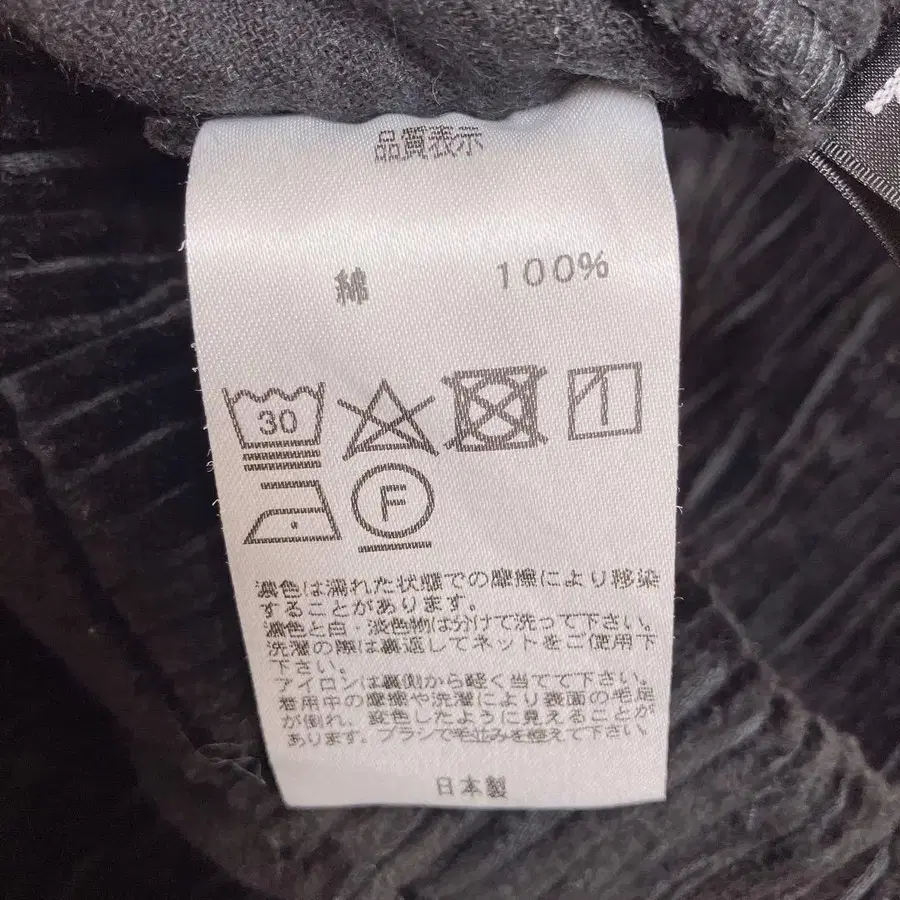 品質表示
綿 100%
30
F
濃色は濡れた状態での摩擦により移染
することがあります。
濃色と白・淡色物は分けて洗って下さい。
洗濯の際は裏返してネットをご使用下
下さい。
アイロンは裏側から軽く当てて下さい。
着用中の摩擦や洗濯により表面の毛足
が倒れ、変色したように見えることが
あります。ブラシで毛並みを整えて下さい。
日本製